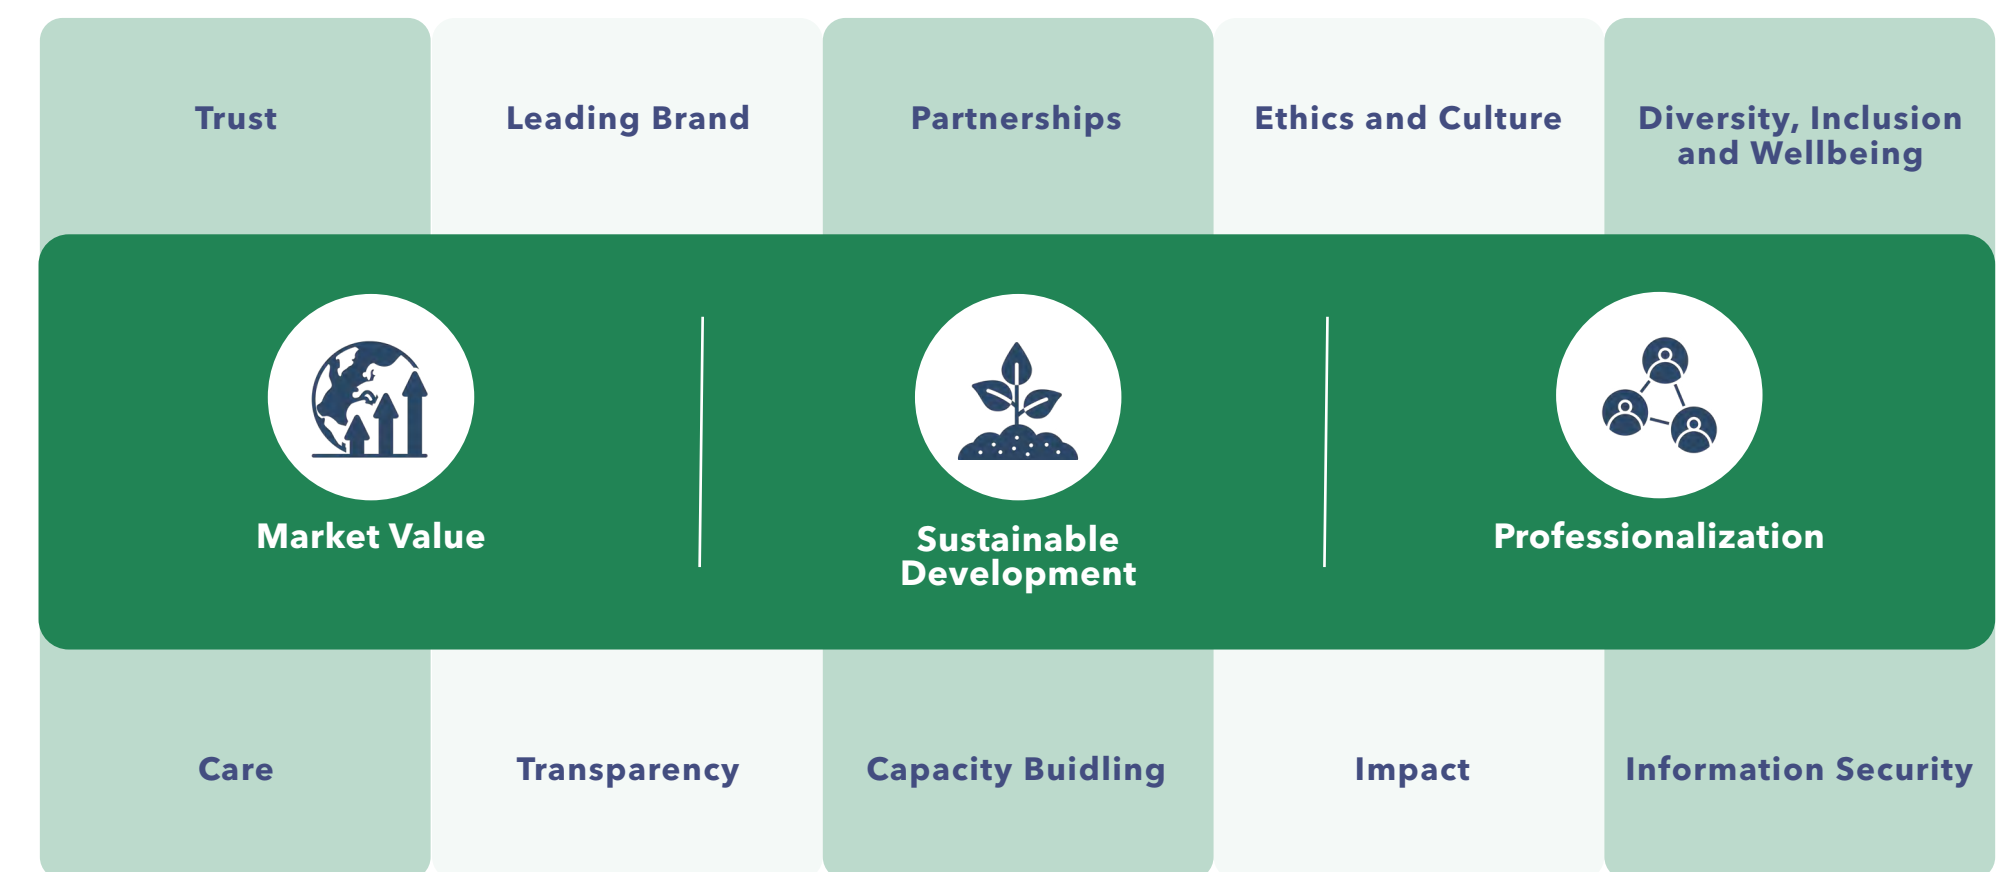 Trust
Leading Brand
Partnerships
Ethics and Culture
Diversity, Inclusion
and Wellbeing
Market Value
Sustainable
Development
Professionalization
Care
Transparency
Capacity Buidling
Impact
Information Security